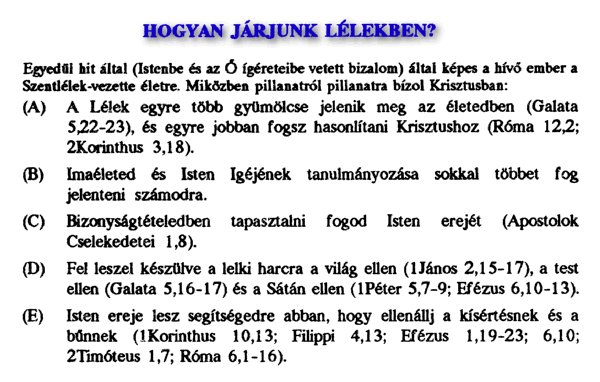 HOGYAN JÁRJUNK LÉLEKBEN?
Egyedül hit által (Istenbe és az Ő ígéreteibe vetett bizalom) által képes a hívő ember a
Szentlélek-vezette életre. Miközben pillanatról pillanatra bízol Krisztusban:
(A) A Lélek egyre több gyümölcse jelenik meg az életedben (Galata
5,22-23), és egyre jobban fogsz hasonlítani Krisztushoz (Róma 12,2;
2Korinthus 3,18).
(B) Imaéleted és Isten Igéjének tanulmányozása sokkal többet fog
jelenteni számodra.
(C) Bizonyságtételedben tapasztalni fogod Isten erejét (Apostolok
Cselekedetei 1,8).
(D) Fel leszel készülve a lelki harcra a világ ellen (1János 2,15-17), a test
ellen (Galata 5,16-17) és a Sátán ellen (1Péter 5,7-9; Efézus 6,10-13).
(E) Isten ereje lesz segítségedre abban, hogy ellenállj a kísértésnek és a
bűnnek (1Korinthus 10,13; Filippi 4,13; Efézus 1,19-23; 6,10;
2Timóteus 1,7; Róma 6,1-16).